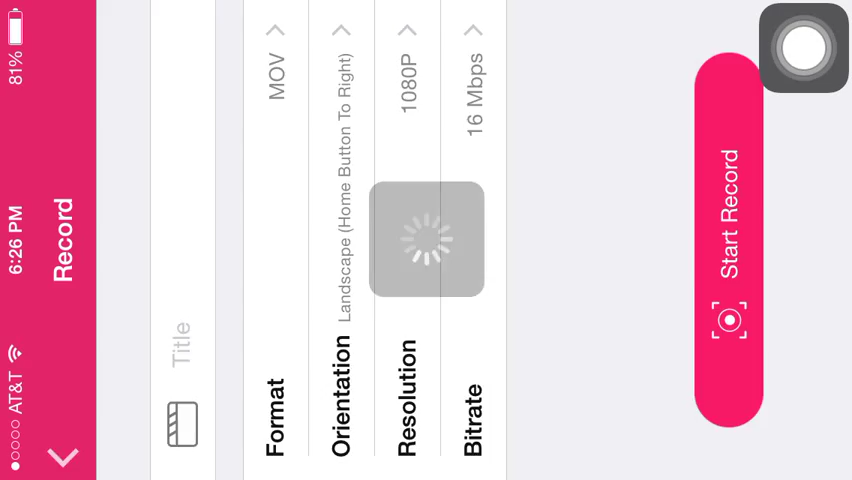 AT&T 6:26 PM 81%
Record
Title
Format MOV
Orientation Landscape (Home Button To Right)
Resolution 1080P
Bitrate 16 Mbps
Start Record